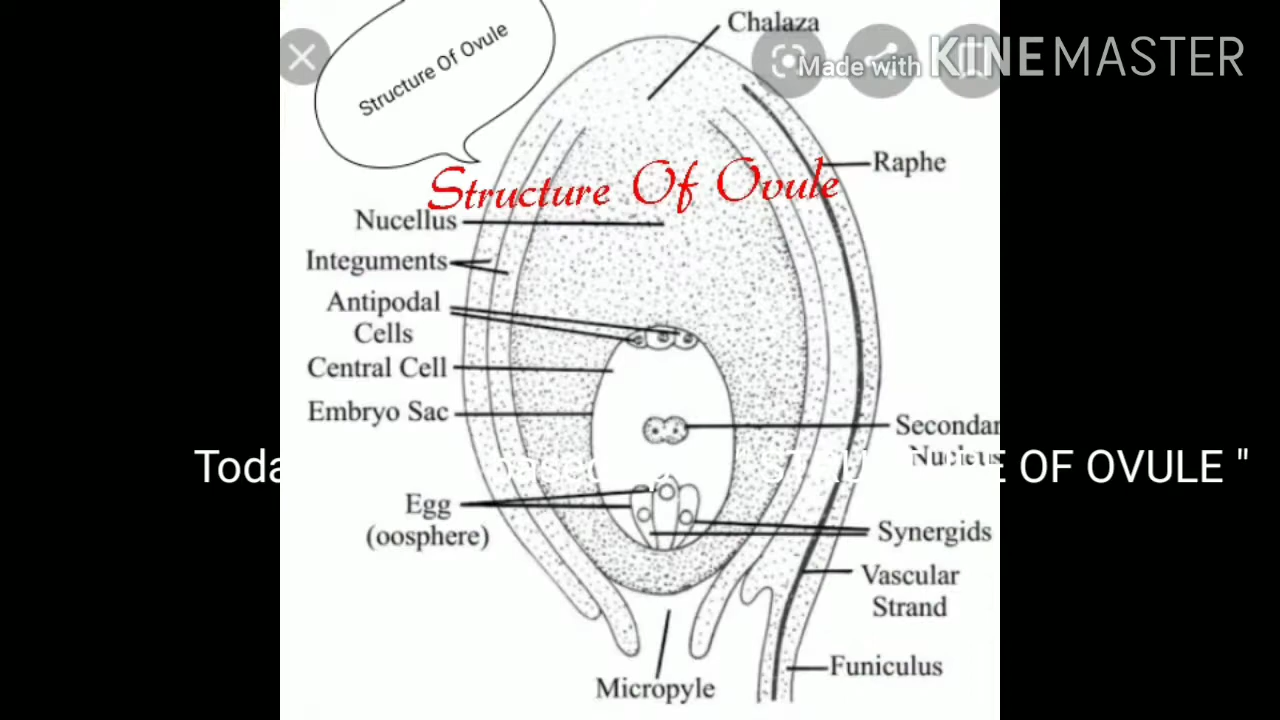 Chalaza
Made with KINEMASTER
Structure Of Ovule
Raphe
Structure Of Ovule
Nucellus
Integuments
Antipodal
Cells
Central Cell
Embryo Sac
Secondar
Nucleus
OF OVULE "
Egg
(oosphere)
Synergids
Vascular
Strand
Funiculus
Micropyle